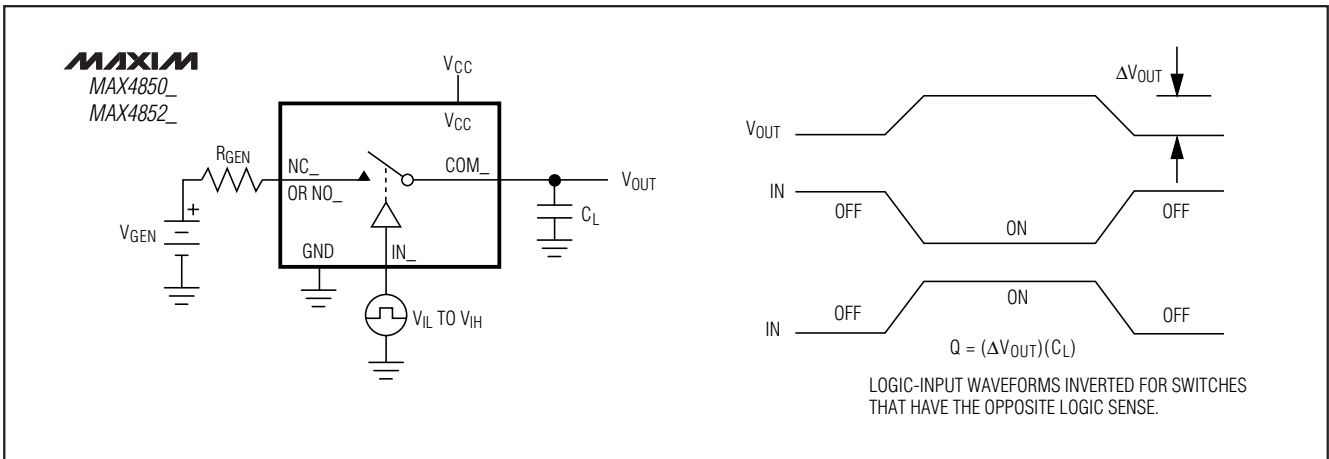 MAXIM
MAX4850_
MAX4852_
VCC
VCC
RGEN
NC_
OR NO_
COM_
VOUT
CL
VGEN
+
GND
IN_
VIL TO VIH
ΔVOUT
VOUT
IN
OFF
ON
OFF
IN
OFF
ON
OFF
Q = (ΔVOUT)(CL)
LOGIC-INPUT WAVEFORMS INVERTED FOR SWITCHES
THAT HAVE THE OPPOSITE LOGIC SENSE.